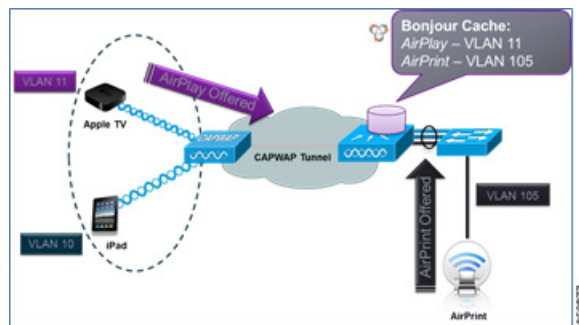 Bonjour Cache:
AirPlay – VLAN 11
AirPrint – VLAN 105
VLAN 11
AirPlay Offered
Apple TV
CAPWAP
CAPWAP Tunnel
VLAN 10
iPad
AirPrint Offered
VLAN 105
AirPrint